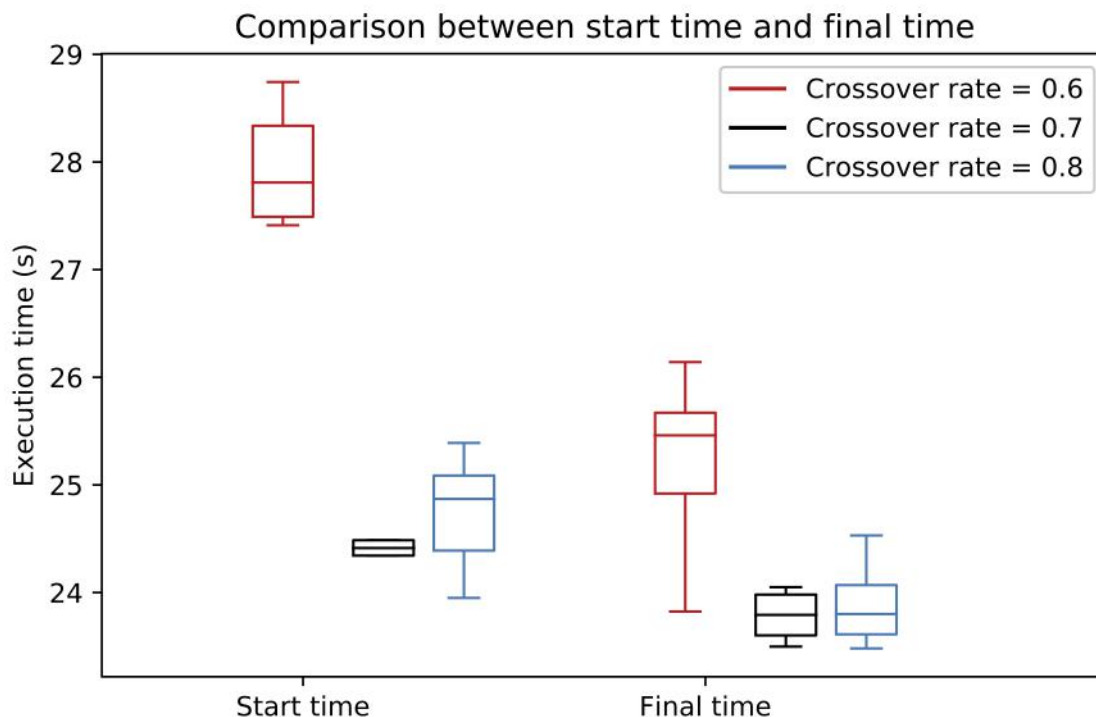 Comparison between start time and final time
29
28
27
26
25
24
Execution time (s)
Crossover rate = 0.6
Crossover rate = 0.7
Crossover rate = 0.8
Start time
Final time